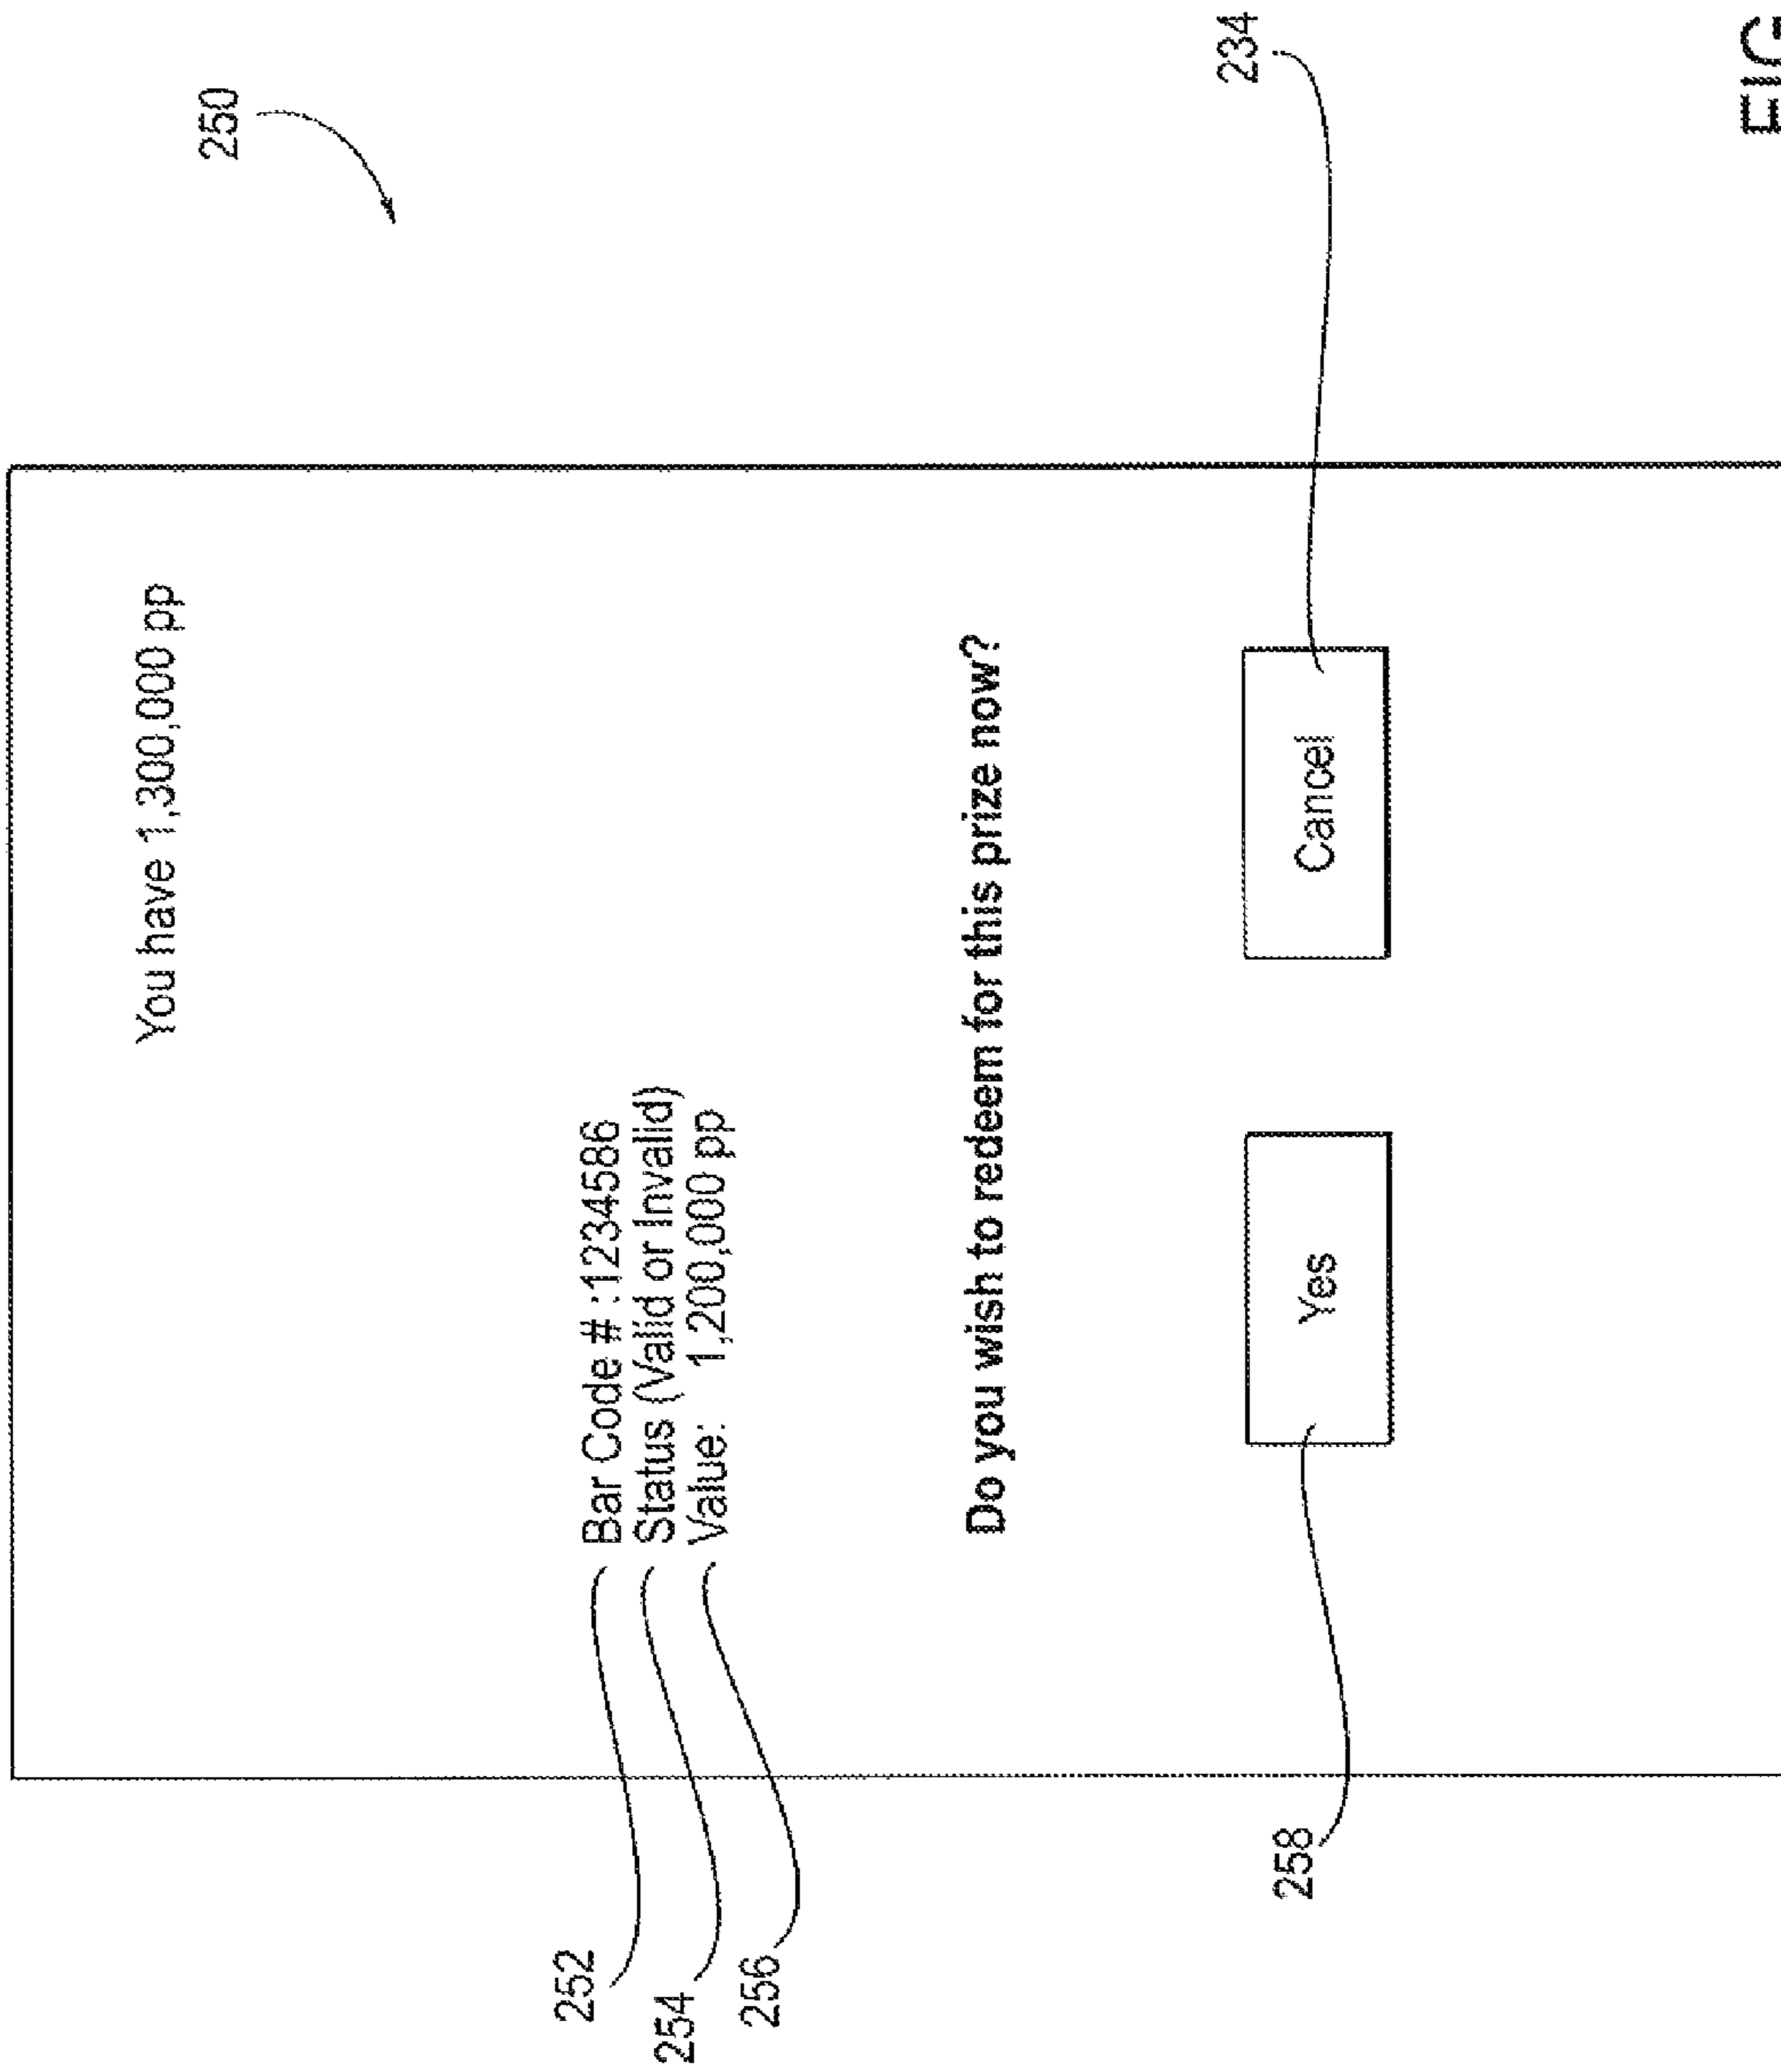 250
You have 1,300,000 pp
252
Bar Code # :1234586
254
Status (Valid or Invalid)
256
Value: 1,200,000 pp
Do you wish to redeem for this prize now?
258
Yes
Cancel
234
FIG